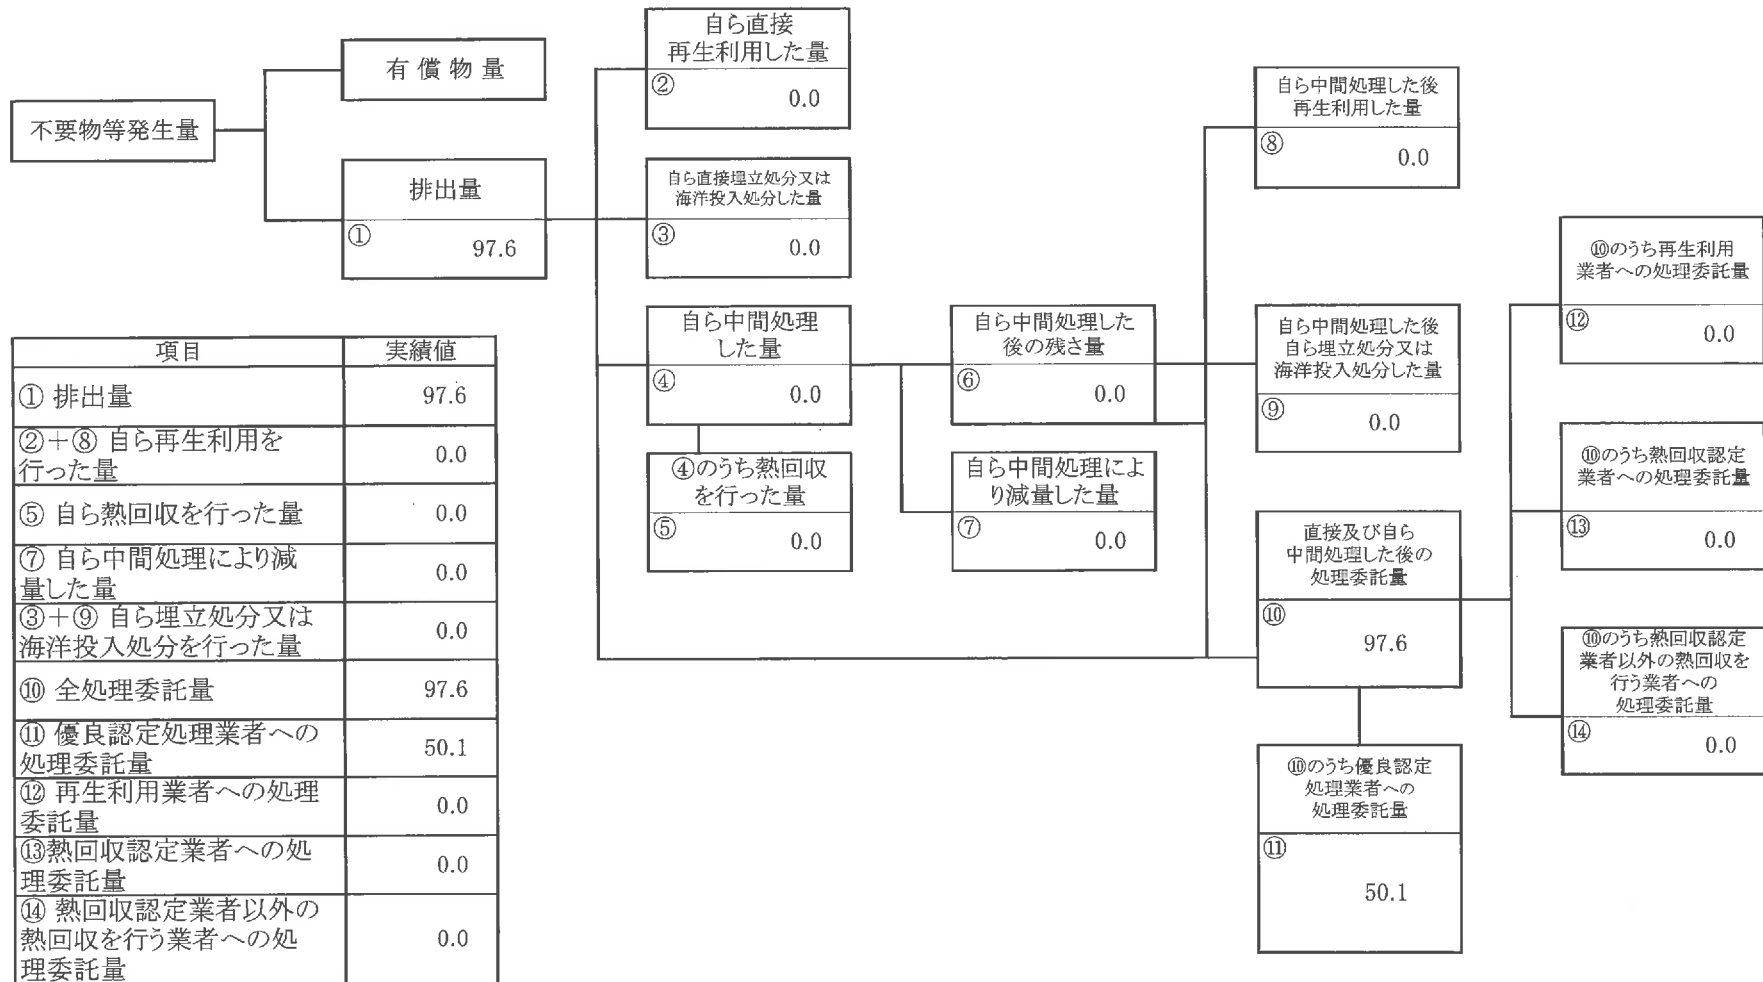 不要物等発生量
有償物量
排出量
①
97.6
自ら直接
再生利用した量
②
0.0
自ら直接埋立処分又は
海洋投入処分した量
③
0.0
自ら中間処理
した量
④
0.0
④のうち熱回収
を行った量
⑤
0.0
自ら中間処理した
後の残さ量
⑥
0.0
自ら中間処理によ
り減量した量
⑦
0.0
自ら中間処理した後
再生利用した量
⑧
0.0
自ら中間処理した後
自ら埋立処分又は
海洋投入処分した量
⑨
0.0
直接及び自ら
中間処理した後の
処理委託量
⑩
97.6
⑩のうち優良認定
処理業者への
処理委託量
⑪
50.1
⑩のうち再生利用
業者への処理委託量
⑫
0.0
⑩のうち熱回収認定
業者への処理委託量
⑬
0.0
⑩のうち熱回収認定
業者以外の熱回収を
行う業者への
処理委託量
⑭
0.0
項目 実績値
① 排出量 97.6
②+⑧ 自ら再生利用を
行った量 0.0
⑤ 自ら熱回収を行った量 0.0
⑦ 自ら中間処理により減
量した量 0.0
③+⑨ 自ら埋立処分又は
海洋投入処分を行った量 0.0
⑩ 全処理委託量 97.6
⑪ 優良認定処理業者への
処理委託量 50.1
⑫ 再生利用業者への処理
委託量 0.0
⑬熱回収認定業者への処
理委託量 0.0
⑭ 熱回収認定業者以外の
熱回収を行う業者への処
理委託量 0.0